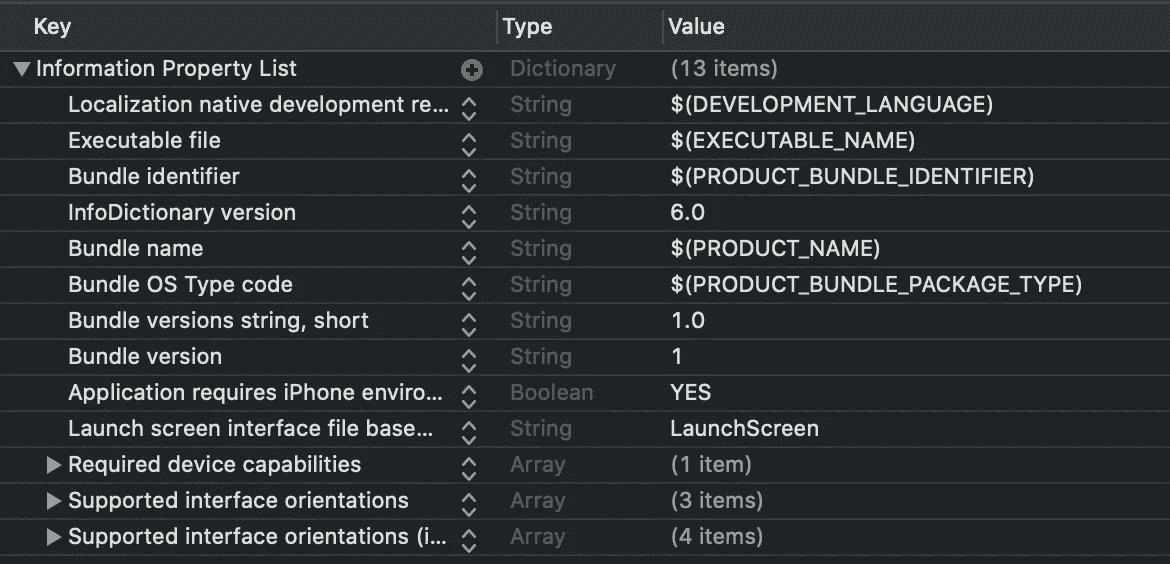 Key Type Value
Information Property List Dictionary (13 items)
Localization native development re... String $(DEVELOPMENT_LANGUAGE)
Executable file String $(EXECUTABLE_NAME)
Bundle identifier String $(PRODUCT_BUNDLE_IDENTIFIER)
InfoDictionary version String 6.0
Bundle name String $(PRODUCT_NAME)
Bundle OS Type code String $(PRODUCT_BUNDLE_PACKAGE_TYPE)
Bundle versions string, short String 1.0
Bundle version String 1
Application requires iPhone enviro... Boolean YES
Launch screen interface file base... String LaunchScreen
Required device capabilities Array (1 item)
Supported interface orientations Array (3 items)
Supported interface orientations (i... Array (4 items)